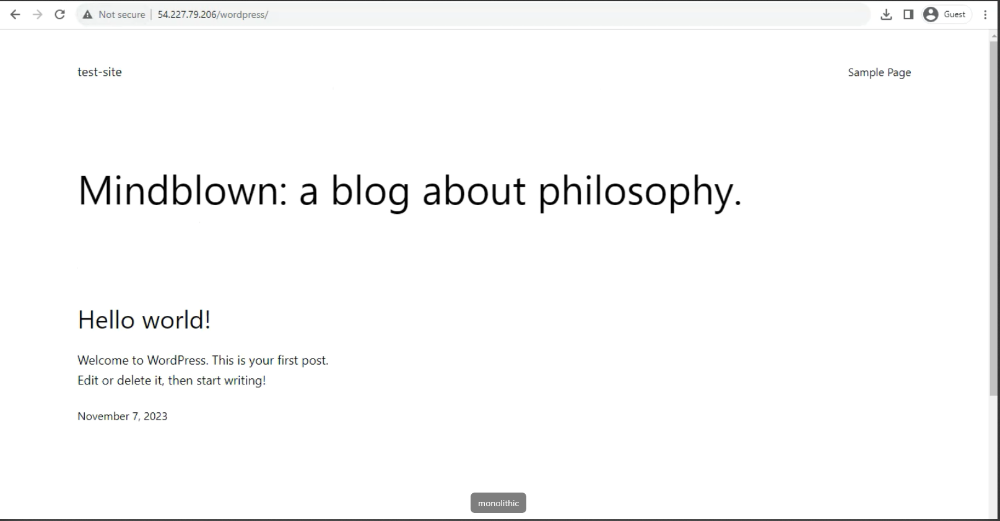 Not secure | 54.227.79.206/wordpress/
Guest
test-site
Sample Page
Mindblown: a blog about philosophy.
Hello world!
Welcome to WordPress. This is your first post.
Edit or delete it, then start writing!
November 7, 2023
monolithic